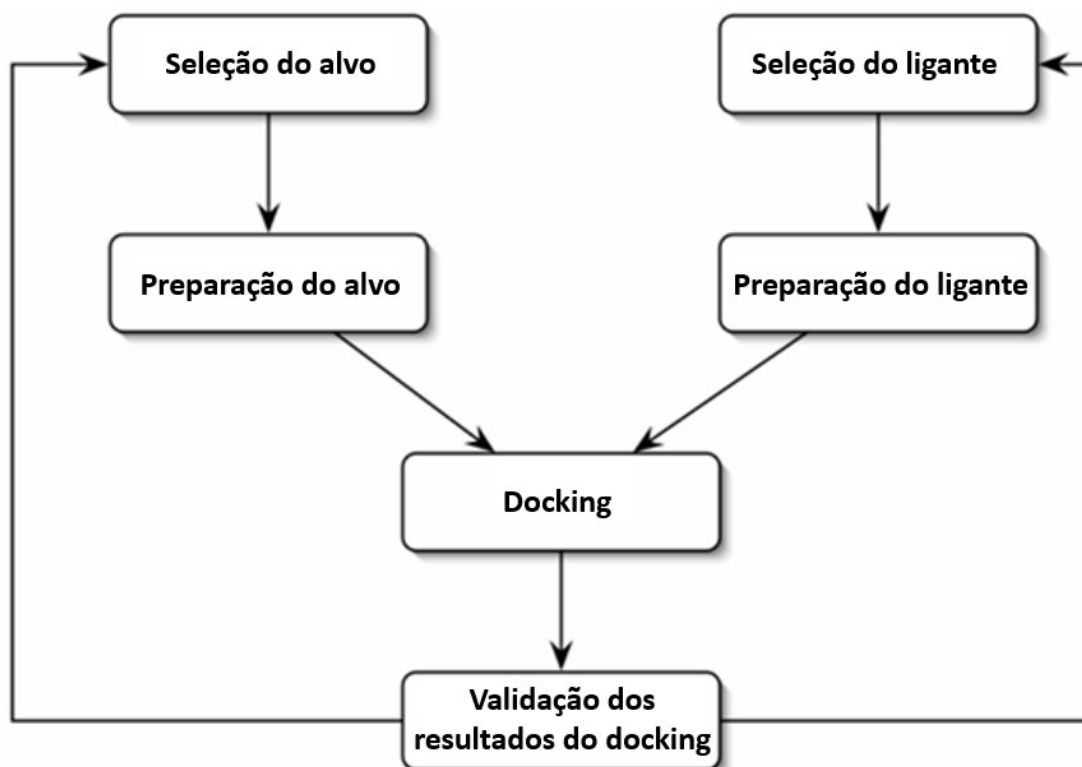 Seleção do alvo
Seleção do ligante
Preparação do alvo
Preparação do ligante
Docking
Validação dos
resultados do docking